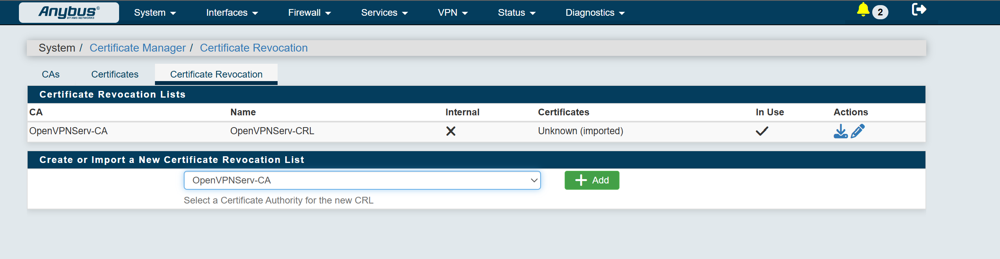 Anybus® System Interfaces Firewall Services VPN Status Diagnostics 2
BY HMS NETWORKS
System / Certificate Manager / Certificate Revocation
CAs Certificates Certificate Revocation
Certificate Revocation Lists
CA Name Internal Certificates In Use Actions
OpenVPNServ-CA OpenVPNServ-CRL Unknown (imported)
Create or Import a New Certificate Revocation List
OpenVPNServ-CA Add
Select a Certificate Authority for the new CRL